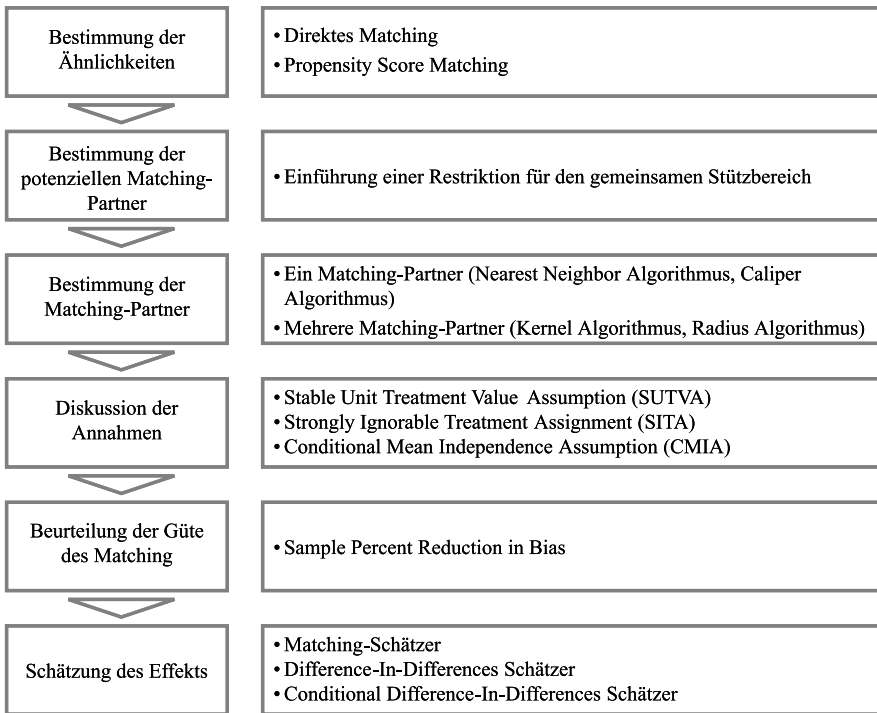 Bestimmung der
Ähnlichkeiten
• Direktes Matching
• Propensity Score Matching
Bestimmung der
potenziellen Matching-
Partner
• Einführung einer Restriktion für den gemeinsamen Stützbereich
Bestimmung der
Matching-Partner
• Ein Matching-Partner (Nearest Neighbor Algorithmus, Caliper
Algorithmus)
• Mehrere Matching-Partner (Kernel Algorithmus, Radius Algorithmus)
Diskussion der
Annahmen
• Stable Unit Treatment Value Assumption (SUTVA)
• Strongly Ignorable Treatment Assignment (SITA)
• Conditional Mean Independence Assumption (CMIA)
Beurteilung der Güte
des Matching
• Sample Percent Reduction in Bias
Schätzung des Effekts
• Matching-Schätzer
• Difference-In-Differences Schätzer
• Conditional Difference-In-Differences Schätzer